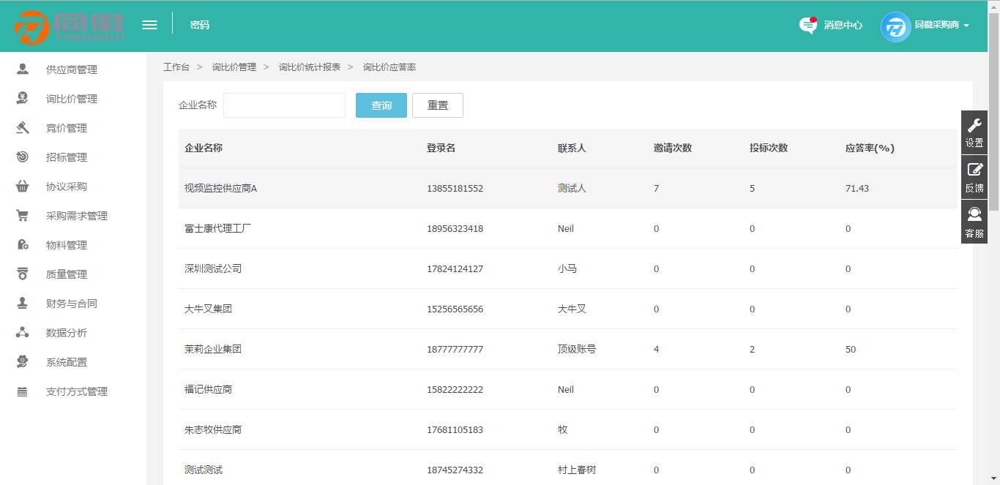 同徽 TONGHUI 密码 消息中心 同徽采购商
供应商管理
询比价管理
竞价管理
招标管理
协议采购
采购需求管理
物料管理
质量管理
财务与合同
数据分析
系统配置
支付方式管理
工作台 > 询比价管理 > 询比价统计报表 > 询比价应答率
企业名称 查询 重置
企业名称 登录名 联系人 邀请次数 投标次数 应答率(%)
视频监控供应商A 13855181552 测试人 7 5 71.43
富士康代理工厂 18956323418 Neil 0 0 0
深圳测试公司 17824124127 小马 0 0 0
大牛叉集团 15256565656 大牛叉 0 0 0
茉莉企业集团 18777777777 顶级账号 4 2 50
福记供应商 15822222222 Neil 0 0 0
朱志牧供应商 17681105183 牧 0 0 0
测试测试 18745274332 村上春树 0 0 0
设置
反馈
客服